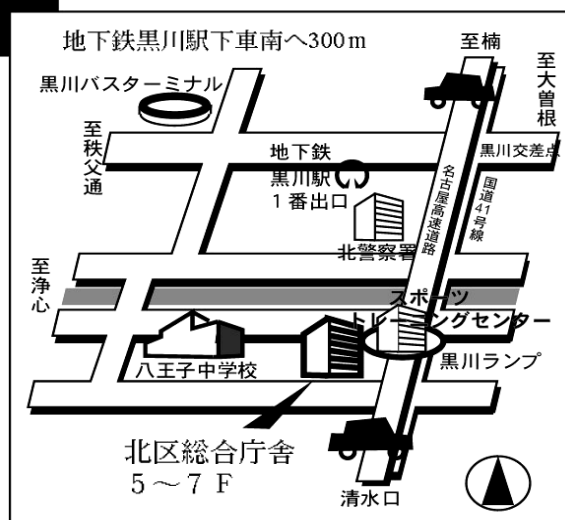 地下鉄黒川駅下車南へ300m
至楠
黒川バスターミナル
至大曽根
至秩父通
地下鉄
黒川駅
1番出口
黒川交差点
名古屋高速道路
国道41号線
北警察署
至浄心
スポーツ
トレーニングセンター
黒川ランプ
八王子中学校
北区総合庁舎
5〜7 F
清水口